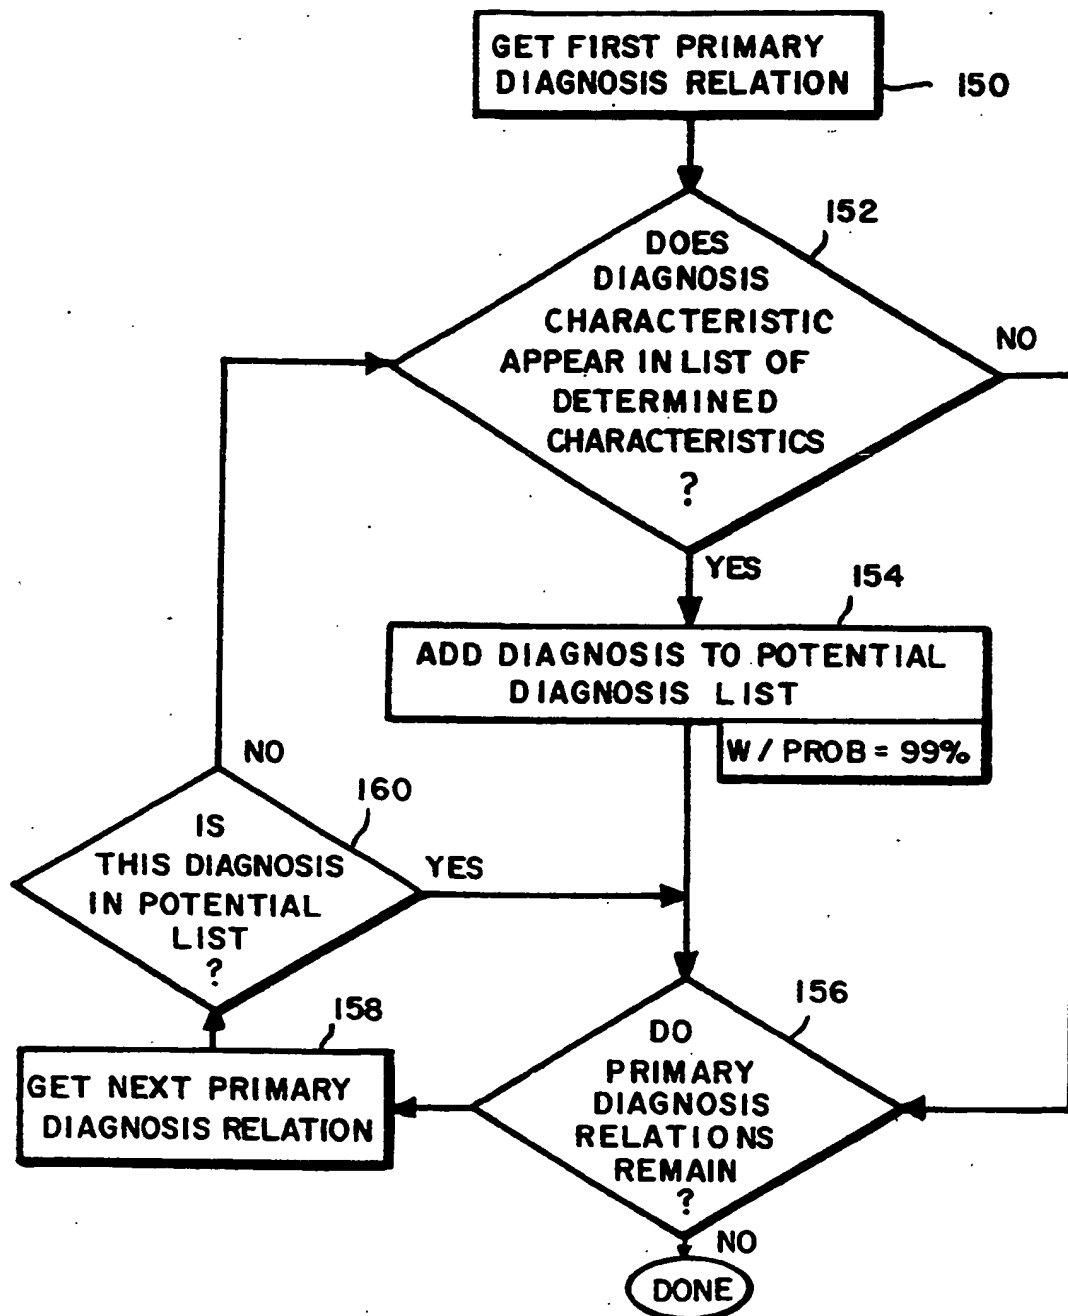 GET FIRST PRIMARY
DIAGNOSIS RELATION
150
152
DOES
DIAGNOSIS
CHARACTERISTIC
APPEAR IN LIST OF
DETERMINED
CHARACTERISTICS
?
NO
YES
154
ADD DIAGNOSIS TO POTENTIAL
DIAGNOSIS LIST
W/ PROB = 99%
NO
160
IS
THIS DIAGNOSIS
IN POTENTIAL
LIST
?
YES
158
GET NEXT PRIMARY
DIAGNOSIS RELATION
156
DO
PRIMARY
DIAGNOSIS
RELATIONS
REMAIN
?
NO
DONE